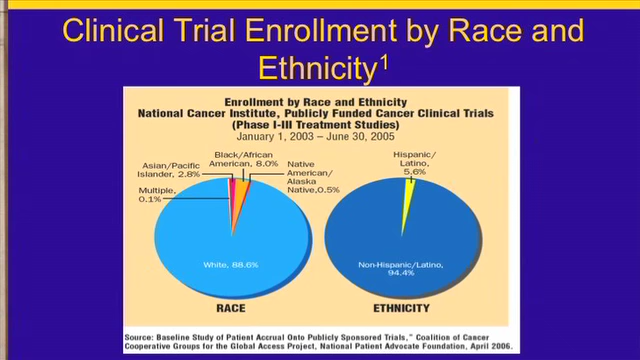 Clinical Trial Enrollment by Race and
Ethnicity1
Enrollment by Race and Ethnicity
National Cancer Institute, Publicly Funded Cancer Clinical Trials
(Phase I-III Treatment Studies)
January 1, 2003 – June 30, 2005
Asian/Pacific
Islander, 2.8%
Multiple,
0.1%
Black/African
American, 8.0%
Native
American/
Alaska
Native,0.5%
White, 88.6%
RACE
Hispanic/
Latino,
5.6%
Non-Hispanic/Latino,
94.4%
ETHNICITY
Source: Baseline Study of Patient Accrual Onto Publicly Sponsored Trials,” Coalition of Cancer
Cooperative Groups for the Global Access Project, National Patient Advocate Foundation, April 2006.